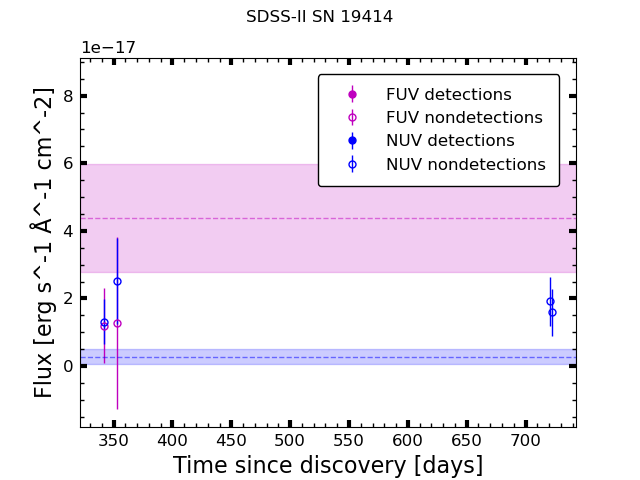 SDSS-II SN 19414
1e−17
FUV detections
FUV nondetections
NUV detections
NUV nondetections
8
6
4
2
0
Flux [erg s^-1 Å^-1 cm^-2]
350 400 450 500 550 600 650 700
Time since discovery [days]